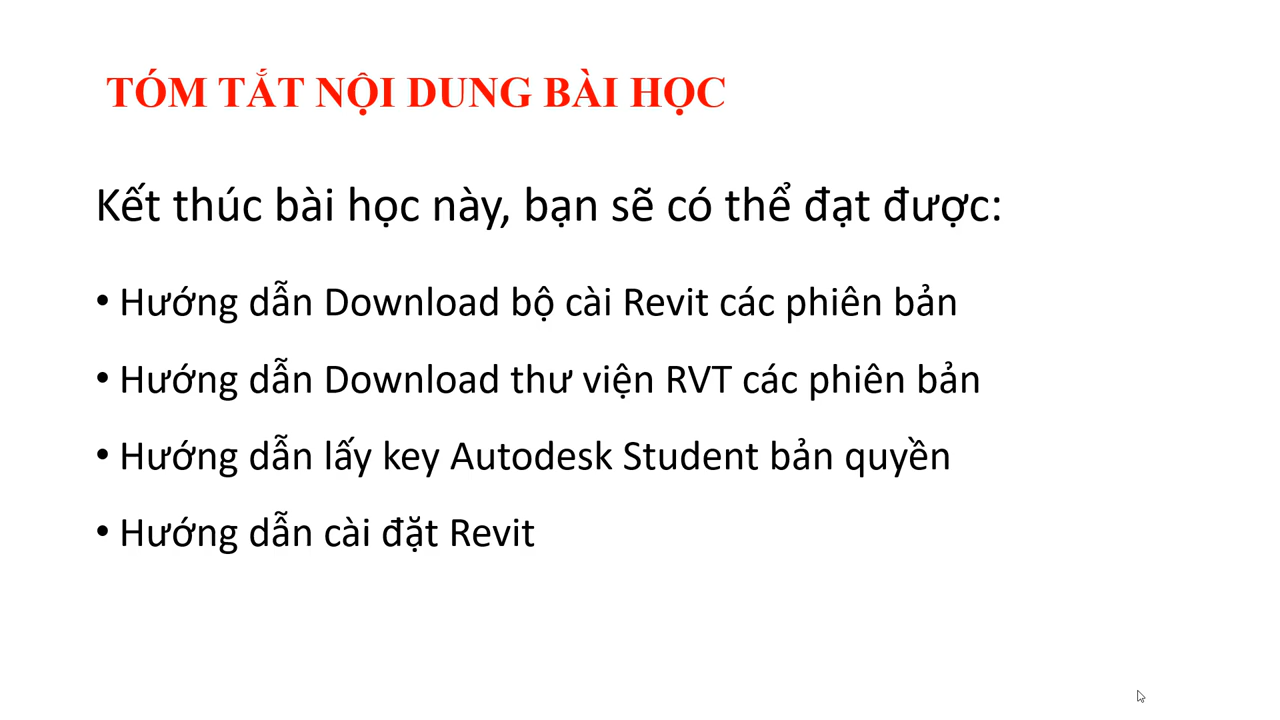 TÓM TẮT NỘI DUNG BÀI HỌC
Kết thúc bài học này, bạn sẽ có thể đạt được:
• Hướng dẫn Download bộ cài Revit các phiên bản
• Hướng dẫn Download thư viện RVT các phiên bản
• Hướng dẫn lấy key Autodesk Student bản quyền
• Hướng dẫn cài đặt Revit